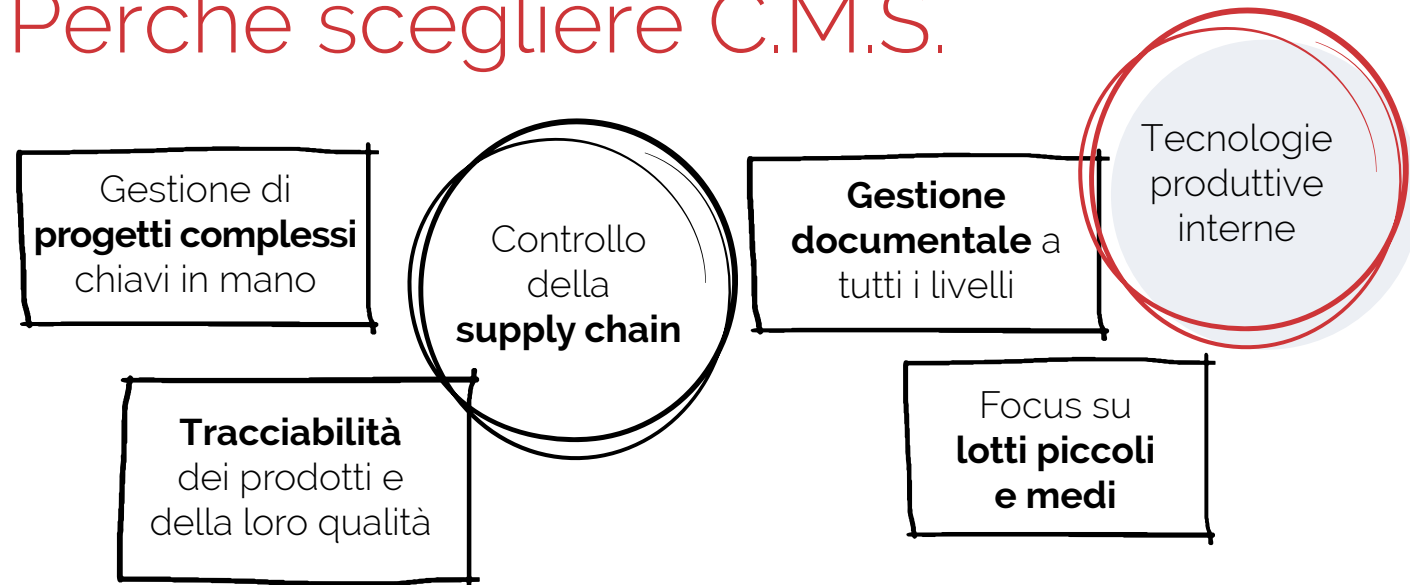 Perchè scegliere C.M.S.
Gestione di
progetti complessi
chiavi in mano
Controllo
della
supply chain
Gestione
documentale a
tutti i livelli
Tecnologie
produttive
interne
Tracciabilità
dei prodotti e
della loro qualità
Focus su
lotti piccoli
e medi